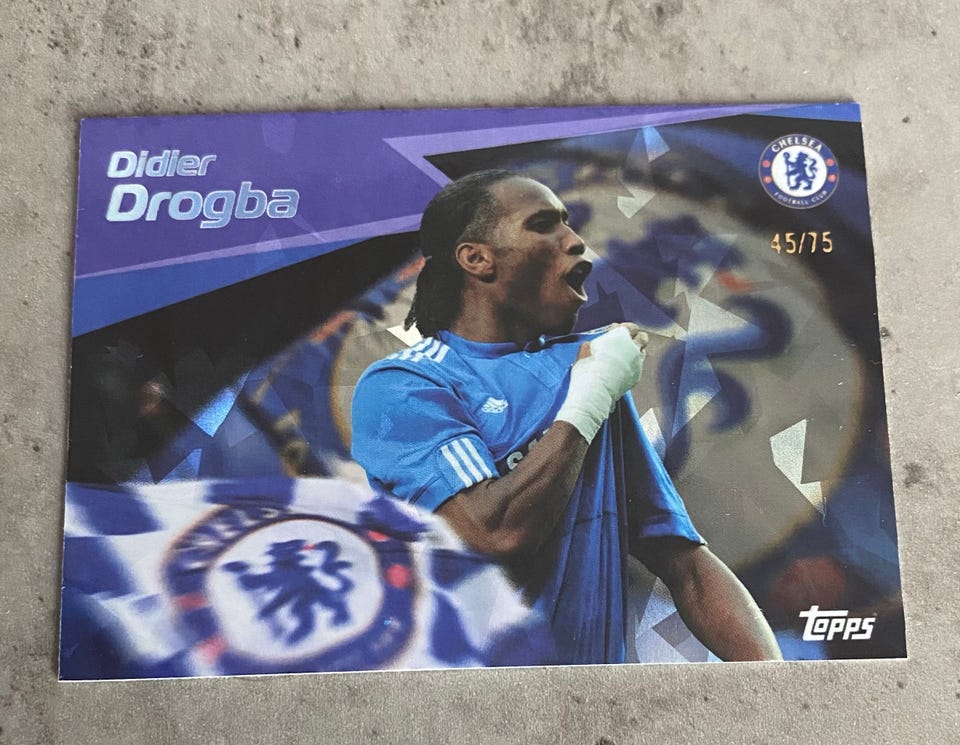 Didier
Drogba
CHELSEA
FOOTBALL CLUB
45/75
topps